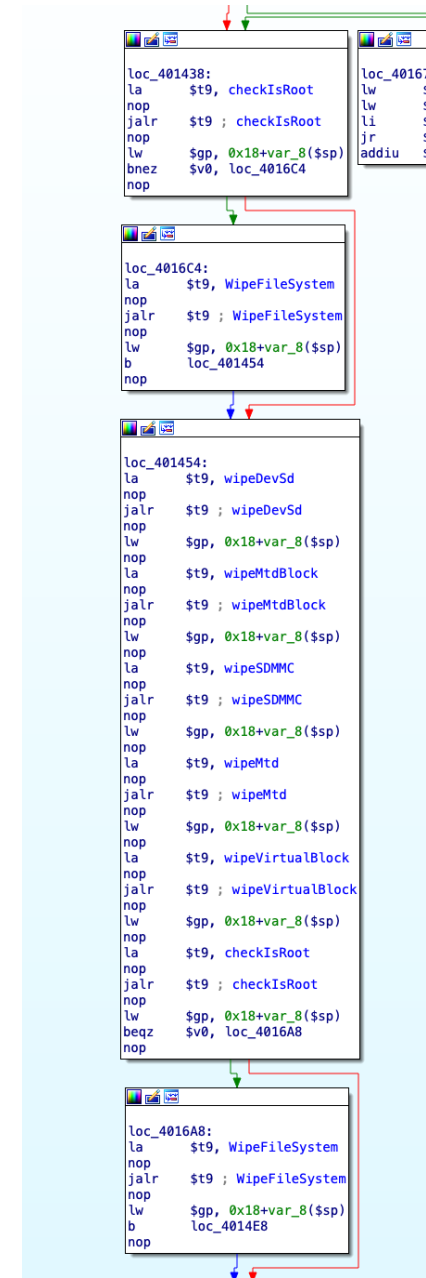 loc_401438:
la $t9, checkIsRoot
nop
jalr $t9 ; checkIsRoot
nop
lw $gp, 0x18+var_8($sp)
bnez $v0, loc_4016C4
nop
loc_40167
lw
lw
li
jr
addiu
loc_4016C4:
la $t9, WipeFileSystem
nop
jalr $t9 ; WipeFileSystem
nop
lw $gp, 0x18+var_8($sp)
b loc_401454
nop
loc_401454:
la $t9, wipeDevSd
nop
jalr $t9 ; wipeDevSd
nop
lw $gp, 0x18+var_8($sp)
nop
la $t9, wipeMtdBlock
nop
jalr $t9 ; wipeMtdBlock
nop
lw $gp, 0x18+var_8($sp)
nop
la $t9, wipeSDMMC
nop
jalr $t9 ; wipeSDMMC
nop
lw $gp, 0x18+var_8($sp)
nop
la $t9, wipeMtd
nop
jalr $t9 ; wipeMtd
nop
lw $gp, 0x18+var_8($sp)
nop
la $t9, wipeVirtualBlock
nop
jalr $t9 ; wipeVirtualBlock
nop
lw $gp, 0x18+var_8($sp)
nop
la $t9, checkIsRoot
nop
jalr $t9 ; checkIsRoot
nop
lw $gp, 0x18+var_8($sp)
beqz $v0, loc_4016A8
nop
loc_4016A8:
la $t9, WipeFileSystem
nop
jalr $t9 ; WipeFileSystem
nop
lw $gp, 0x18+var_8($sp)
b loc_4014E8
nop